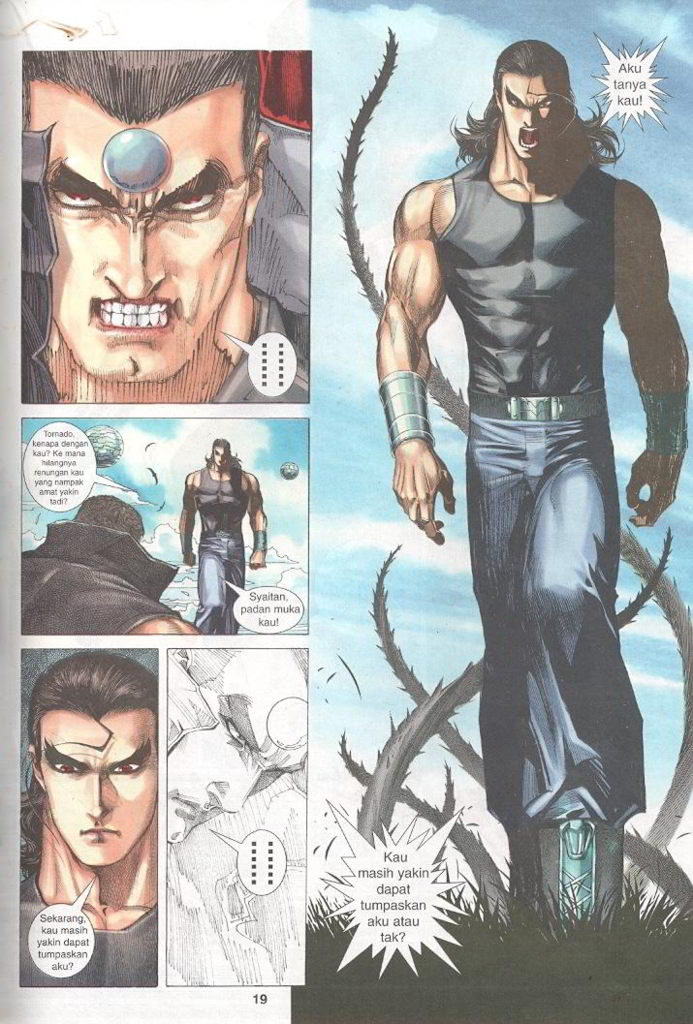 Tornado,
kenapa dengan
kau? Ke mana
hilangnya
renungan kau
yang nampak
amat yakin
tadi?
Syaitan,
padan muka
kau!
Sekarang,
kau masih
yakin dapat
tumpaskan
aku?
Aku
tanya
kau!
Kau
masih yakin
dapat
tumpaskan
aku atau
tak?
19